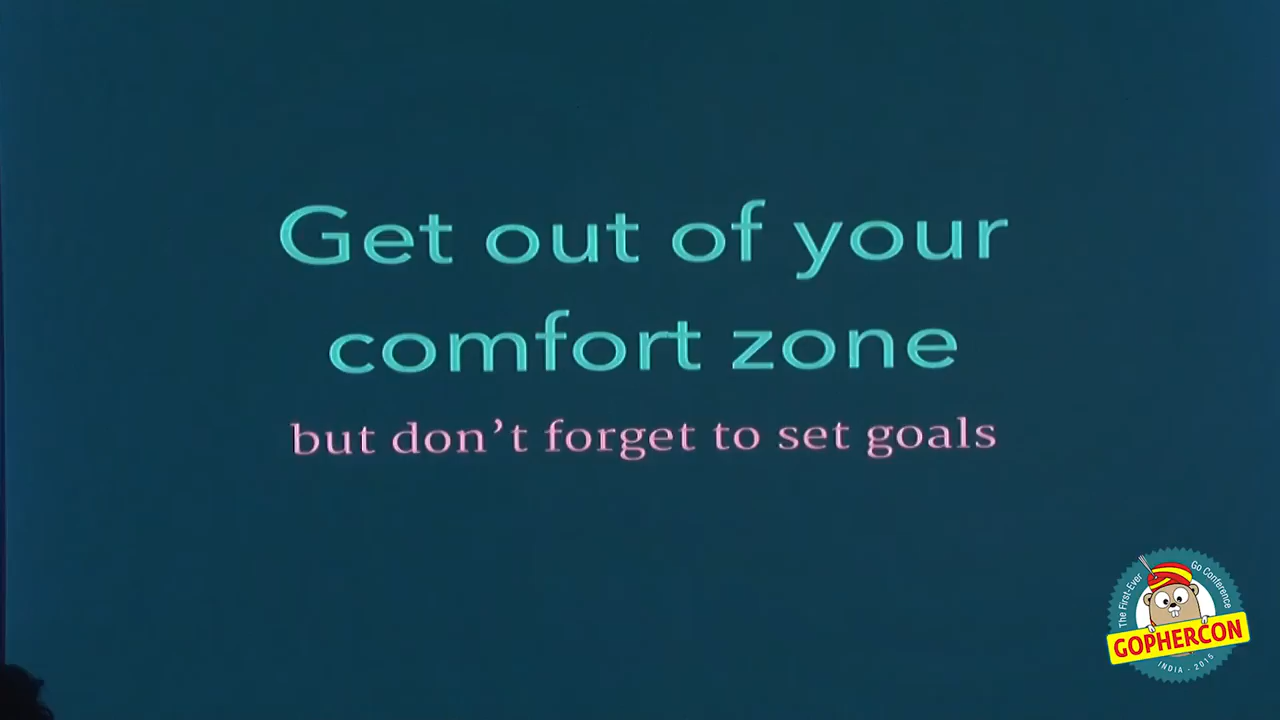 Get out of your
comfort zone
but don’t forget to set goals
The First-Ever Go Conference
GOPHERCON
INDIA - 2015